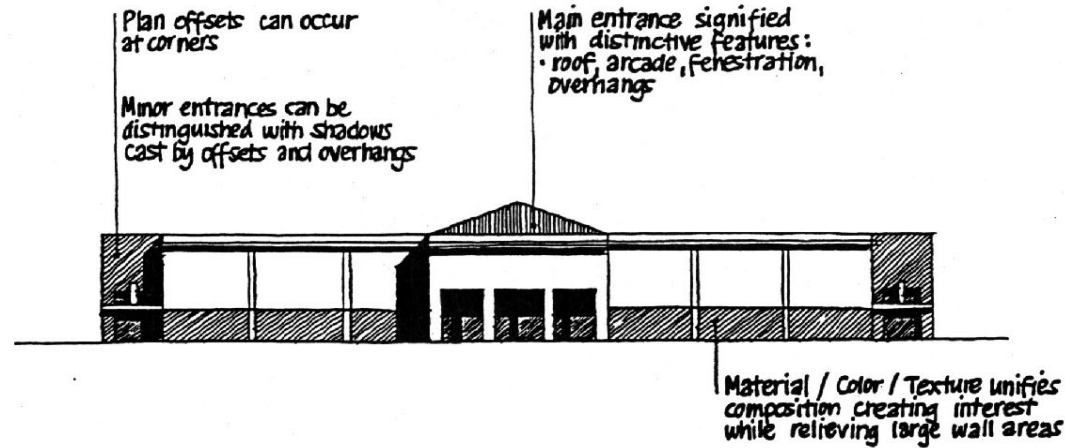 Plan offsets can occur
at corners
Minor entrances can be
distinguished with shadows
cast by offsets and overhangs
Main entrance signified
with distinctive features:
• roof, arcade, fenestration,
overhangs
Material / Color / Texture unifies
composition creating interest
while relieving large wall areas